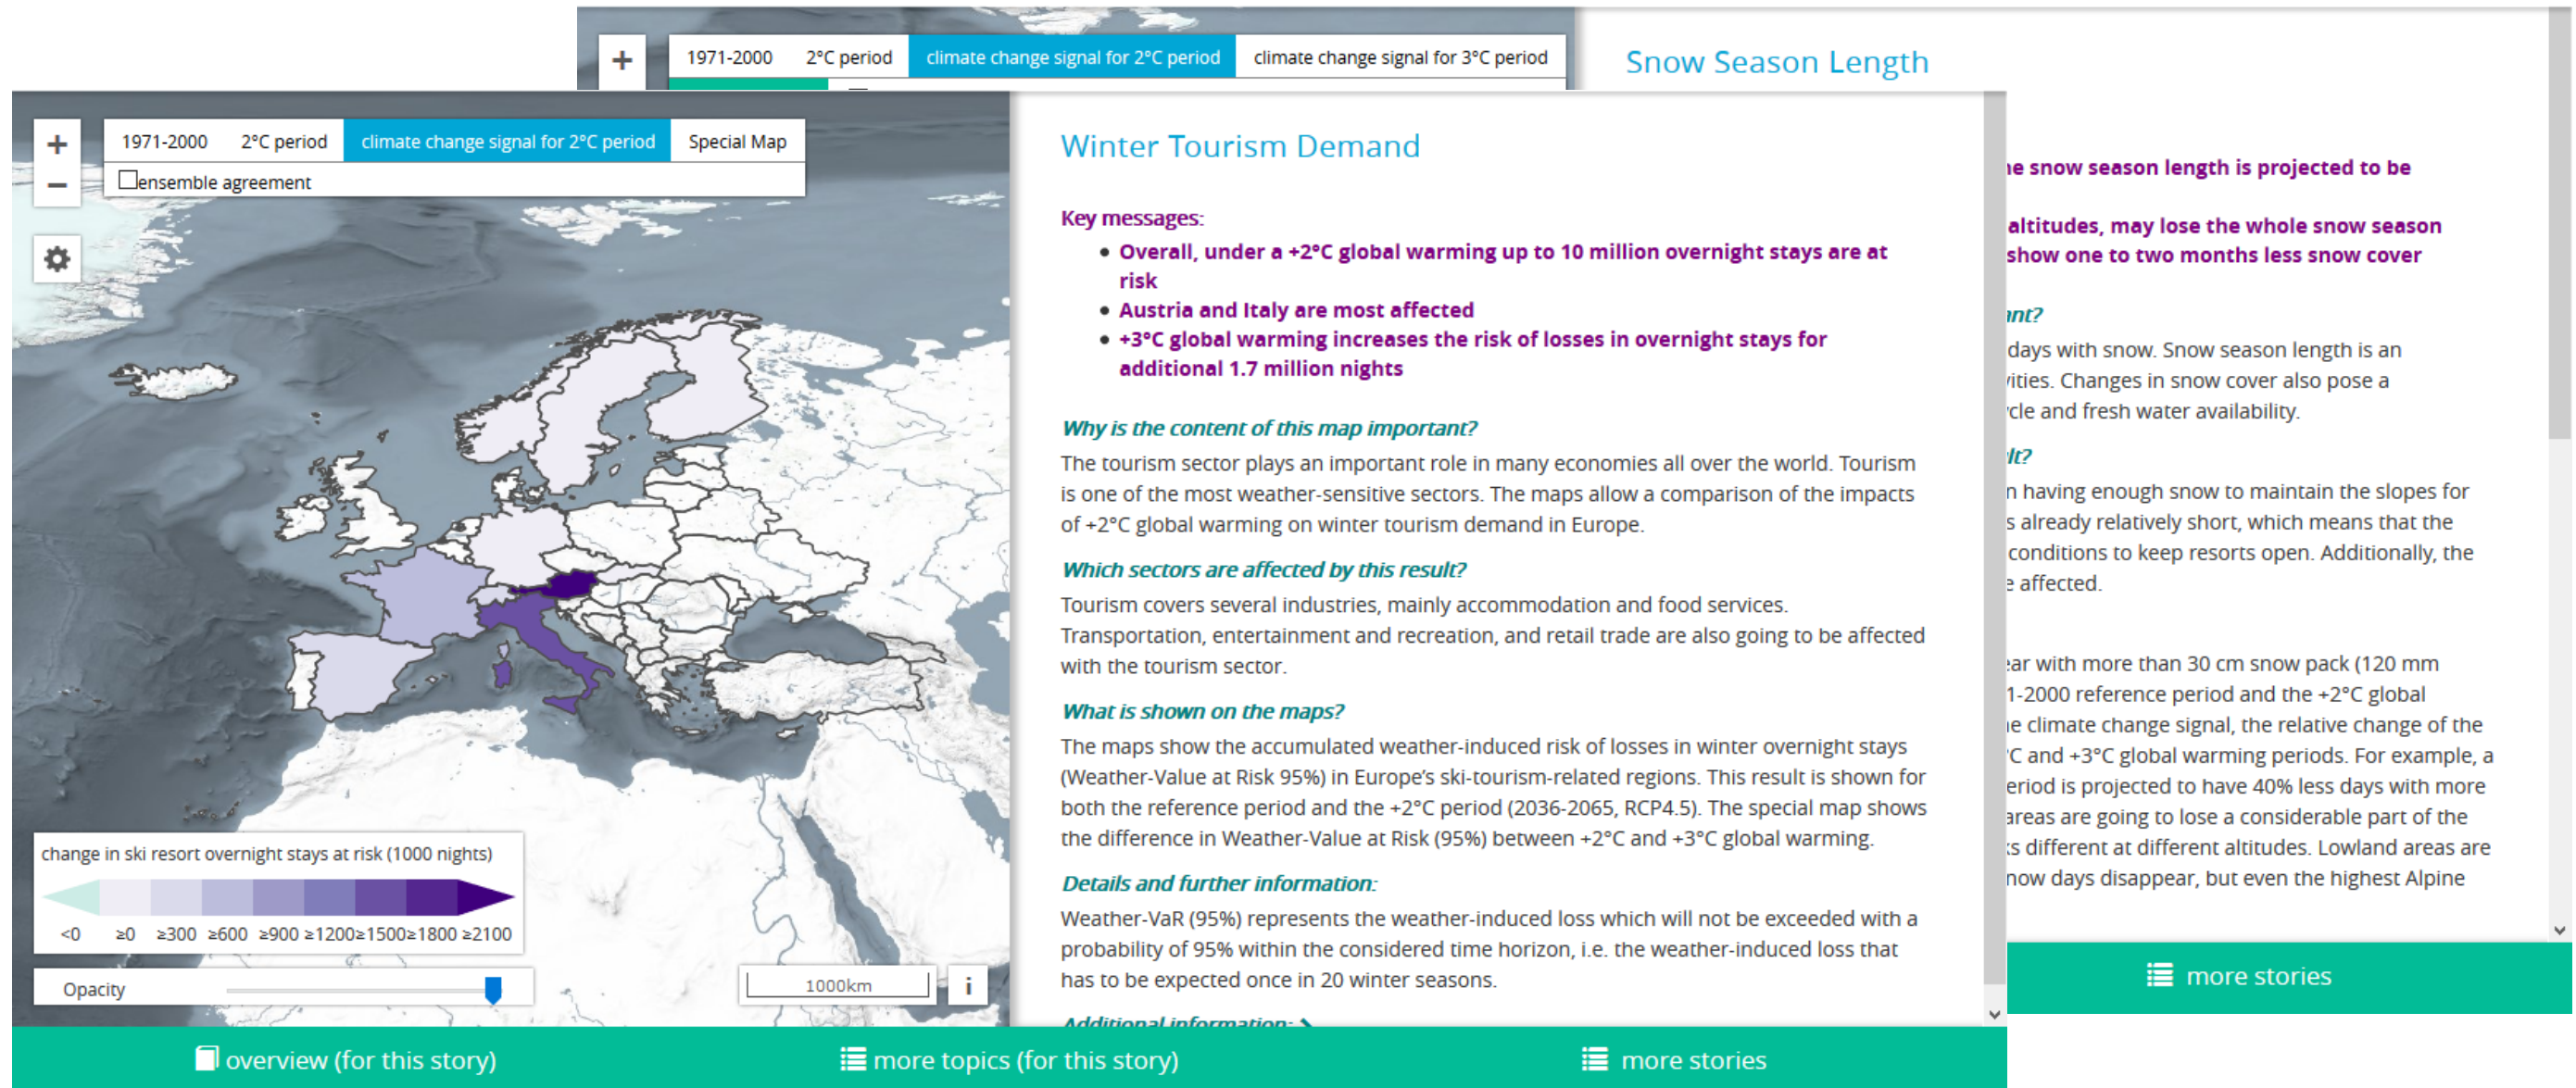 1971-2000 2°C period climate change signal for 2°C period climate change signal for 3°C period
Snow Season Length
1971-2000 2°C period climate change signal for 2°C period Special Map
ensemble agreement
Winter Tourism Demand
Key messages:
• Overall, under a +2°C global warming up to 10 million overnight stays are at
risk
• Austria and Italy are most affected
• +3°C global warming increases the risk of losses in overnight stays for
additional 1.7 million nights
Why is the content of this map important?
The tourism sector plays an important role in many economies all over the world. Tourism
is one of the most weather-sensitive sectors. The maps allow a comparison of the impacts
of +2°C global warming on winter tourism demand in Europe.
Which sectors are affected by this result?
Tourism covers several industries, mainly accommodation and food services.
Transportation, entertainment and recreation, and retail trade are also going to be affected
with the tourism sector.
What is shown on the maps?
The maps show the accumulated weather-induced risk of losses in winter overnight stays
(Weather-Value at Risk 95%) in Europe's ski-tourism-related regions. This result is shown for
both the reference period and the +2°C period (2036-2065, RCP4.5). The special map shows
the difference in Weather-Value at Risk (95%) between +2°C and +3°C global warming.
Details and further information:
Weather-VaR (95%) represents the weather-induced loss which will not be exceeded with a
probability of 95% within the considered time horizon, i.e. the weather-induced loss that
has to be expected once in 20 winter seasons.
Additional information:
change in ski resort overnight stays at risk (1000 nights)
<0 ≥0 ≥300 ≥600 ≥900 ≥1200 ≥1500 ≥1800 ≥2100
Opacity
1000km
i
overview (for this story)
more topics (for this story)
more stories
snow season length is projected to be
altitudes, may lose the whole snow season
show one to two months less snow cover
days with snow. Snow season length is an
Changes in snow cover also pose a
and fresh water availability.
having enough snow to maintain the slopes for
already relatively short, which means that the
conditions to keep resorts open. Additionally, the
affected.
with more than 30 cm snow pack (120 mm
1-2000 reference period and the +2°C global
climate change signal, the relative change of the
°C and +3°C global warming periods. For example, a
is projected to have 40% less days with more
areas are going to lose a considerable part of the
different at different altitudes. Lowland areas are
days disappear, but even the highest Alpine
more stories